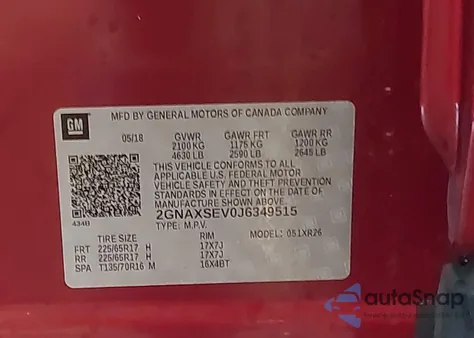 MFD BY GENERAL MOTORS OF CANADA COMPANY
GM
05/18 GVWR GAWR FRT GAWR RR
2100 KG 1175 KG 1200 KG
4630 LB 2590 LB 2645 LB
THIS VEHICLE CONFORMS TO ALL
APPLICABLE U.S. FEDERAL MOTOR
VEHICLE SAFETY AND THEFT PREVENTION
STANDARDS IN EFFECT ON THE DATE OF
MANUFACTURE SHOWN ABOVE.
434B
2GNAXSEV0J6349515
TYPE: M.P.V. MODEL: 051XR26
TIRE SIZE RIM
FRT 225/65R17 H 17X7J
RR 225/65R17 H 17X7J
SPA T135/70R16 M 16X4BT
autoSnap